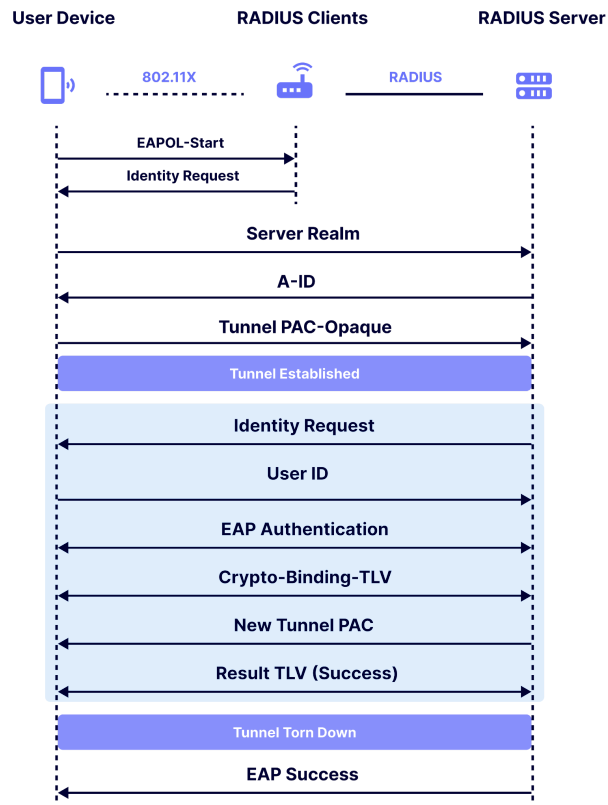 User Device
RADIUS Clients
RADIUS Server
802.11X
RADIUS
EAPOL-Start
Identity Request
Server Realm
A-ID
Tunnel PAC-Opaque
Tunnel Established
Identity Request
User ID
EAP Authentication
Crypto-Binding-TLV
New Tunnel PAC
Result TLV (Success)
Tunnel Torn Down
EAP Success